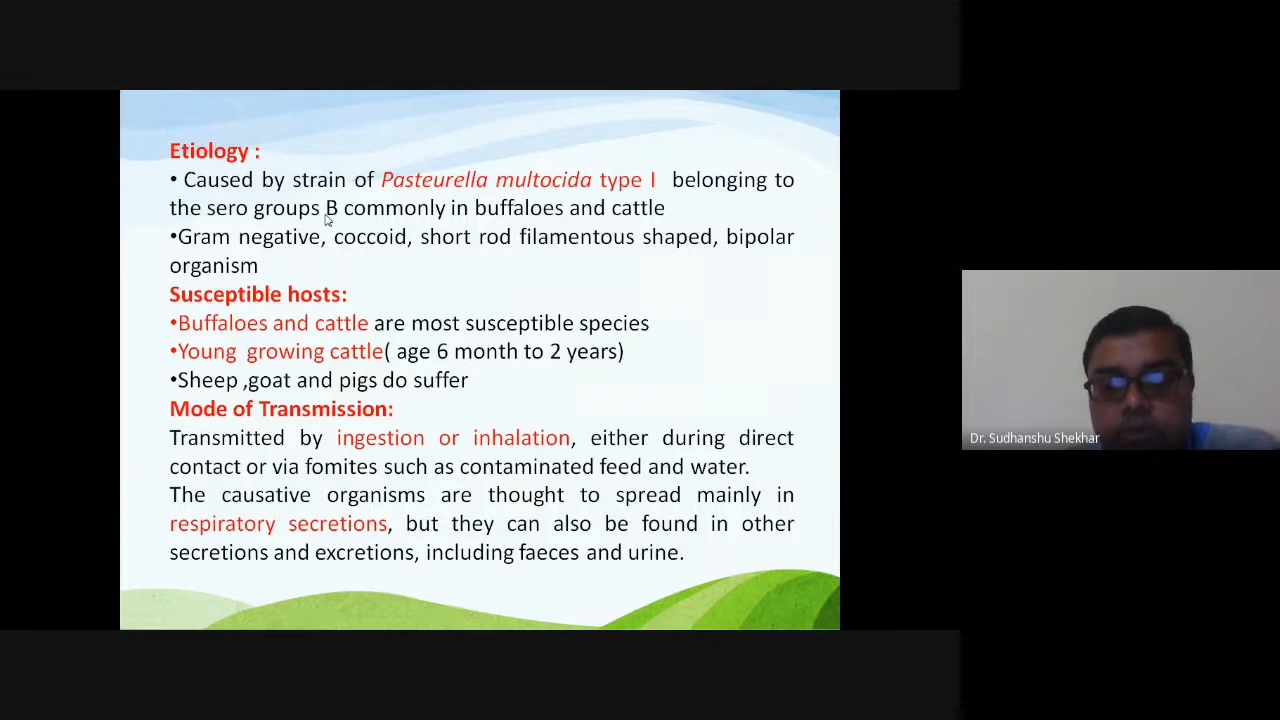 Etiology :
• Caused by strain of Pasteurella multocida type I belonging to
the sero groups B commonly in buffaloes and cattle
•Gram negative, coccoid, short rod filamentous shaped, bipolar
organism
Susceptible hosts:
•Buffaloes and cattle are most susceptible species
•Young growing cattle( age 6 month to 2 years)
•Sheep ,goat and pigs do suffer
Mode of Transmission:
Transmitted by ingestion or inhalation, either during direct
contact or via fomites such as contaminated feed and water.
The causative organisms are thought to spread mainly in
respiratory secretions, but they can also be found in other
secretions and excretions, including faeces and urine.
Dr. Sudhanshu Shekhar